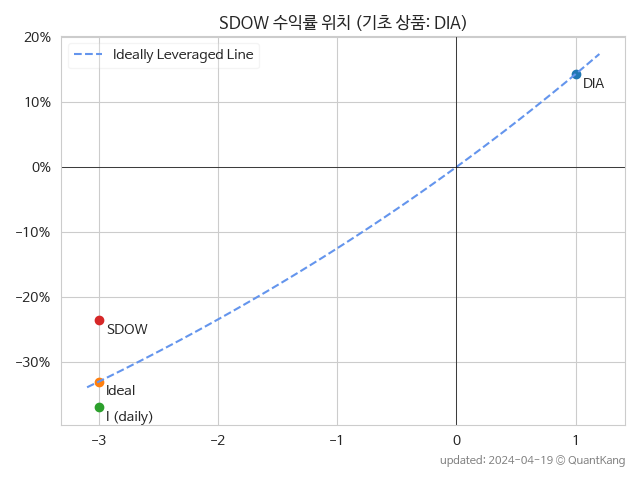 SDOW 수익률 위치 (기초 상품: DIA)
20%
Ideally Leveraged Line
DIA
10%
0%
-10%
-20%
SDOW
-30%
Ideal
I (daily)
-3
-2
-1
0
1
updated: 2024-04-19 © QuantKang